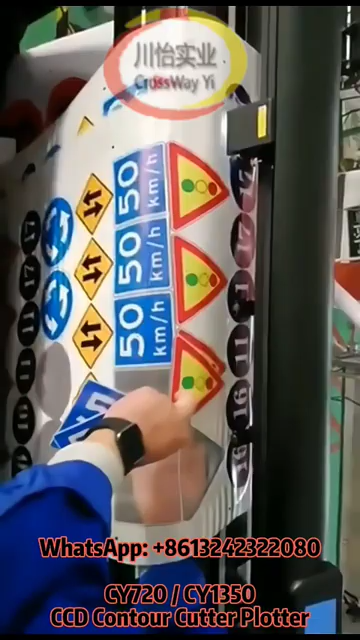 川怡实业
CrossWay Yi
50
km/h
50
km/h
50
km/h
WhatsApp: +8613242322080
CY720 / CY1350
CCD Contour Cutter Plotter